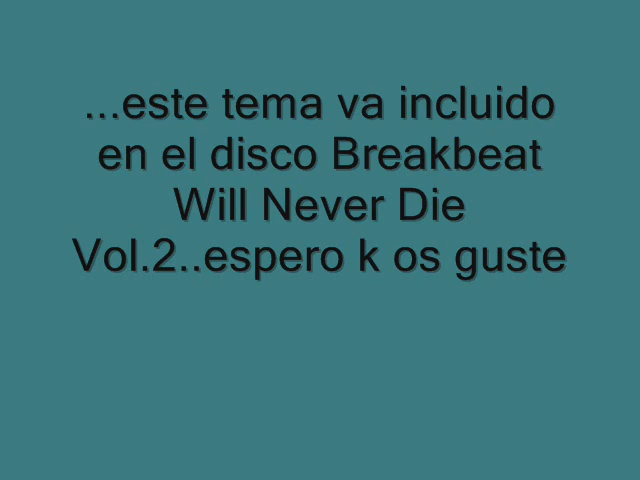 ...este tema va incluido
en el disco Breakbeat
Will Never Die
Vol.2..espero k os guste